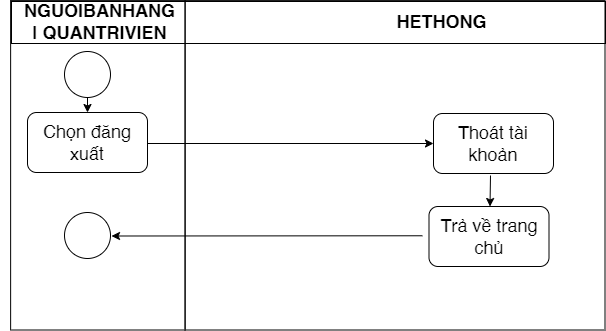 NGUOIBANHANG
| QUANTRIVIEN
HETHONG
Chọn đăng
xuất
Thoát tài
khoản
Trả về trang
chủ